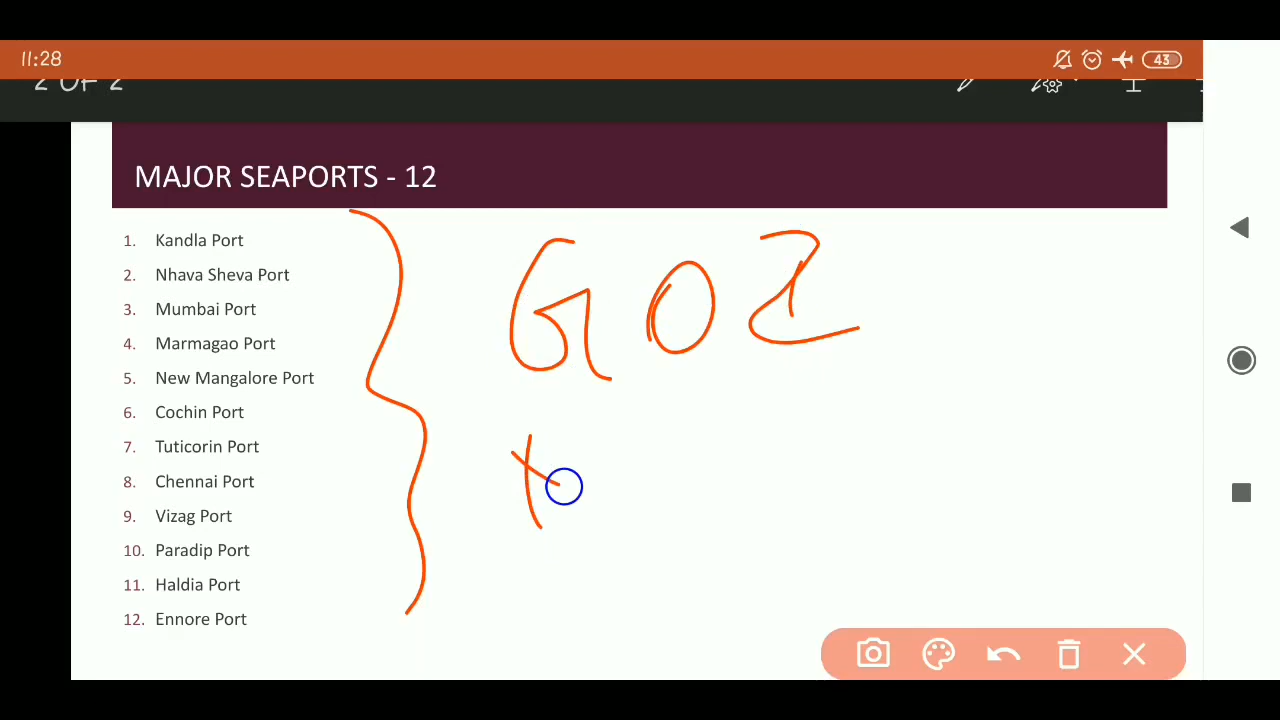 11:28
43
2 OF 2
MAJOR SEAPORTS - 12
1. Kandla Port
2. Nhava Sheva Port
3. Mumbai Port
4. Marmagao Port
5. New Mangalore Port
6. Cochin Port
7. Tuticorin Port
8. Chennai Port
9. Vizag Port
10. Paradip Port
11. Haldia Port
12. Ennore Port